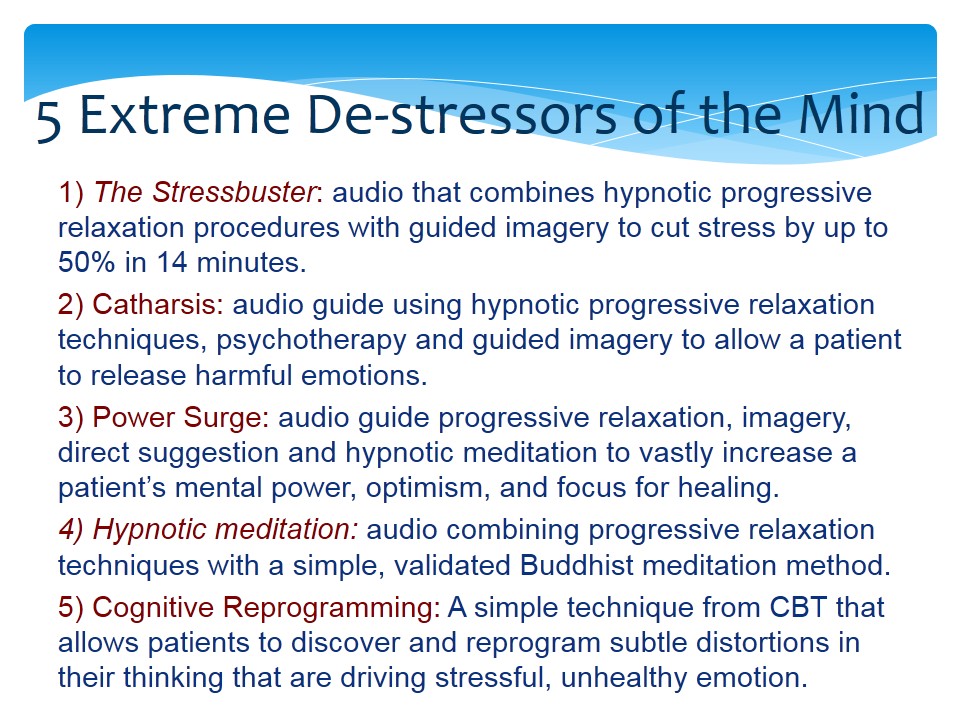 5 Extreme De-stressors of the Mind
1) The Stressbuster: audio that combines hypnotic progressive
relaxation procedures with guided imagery to cut stress by up to
50% in 14 minutes.
2) Catharsis: audio guide using hypnotic progressive relaxation
techniques, psychotherapy and guided imagery to allow a patient
to release harmful emotions.
3) Power Surge: audio guide progressive relaxation, imagery,
direct suggestion and hypnotic meditation to vastly increase a
patient’s mental power, optimism, and focus for healing.
4) Hypnotic meditation: audio combining progressive relaxation
techniques with a simple, validated Buddhist meditation method.
5) Cognitive Reprogramming: A simple technique from CBT that
allows patients to discover and reprogram subtle distortions in
their thinking that are driving stressful, unhealthy emotion.